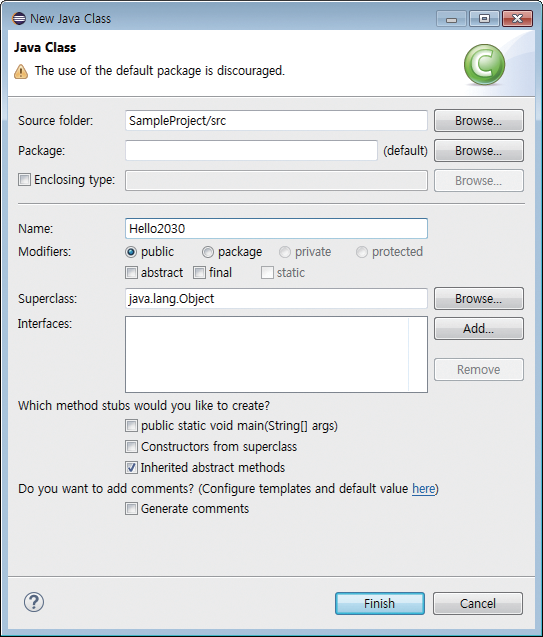 New Java Class
Java Class
The use of the default package is discouraged.
C
Source folder: SampleProject/src Browse...
Package: (default) Browse...
Enclosing type: Browse...
Name: Hello2030
Modifiers: public package private protected
abstract final static
Superclass: java.lang.Object Browse...
Interfaces: Add...
Remove
Which method stubs would you like to create?
public static void main(String[] args)
Constructors from superclass
Inherited abstract methods
Do you want to add comments? (Configure templates and default value here)
Generate comments
? Finish Cancel